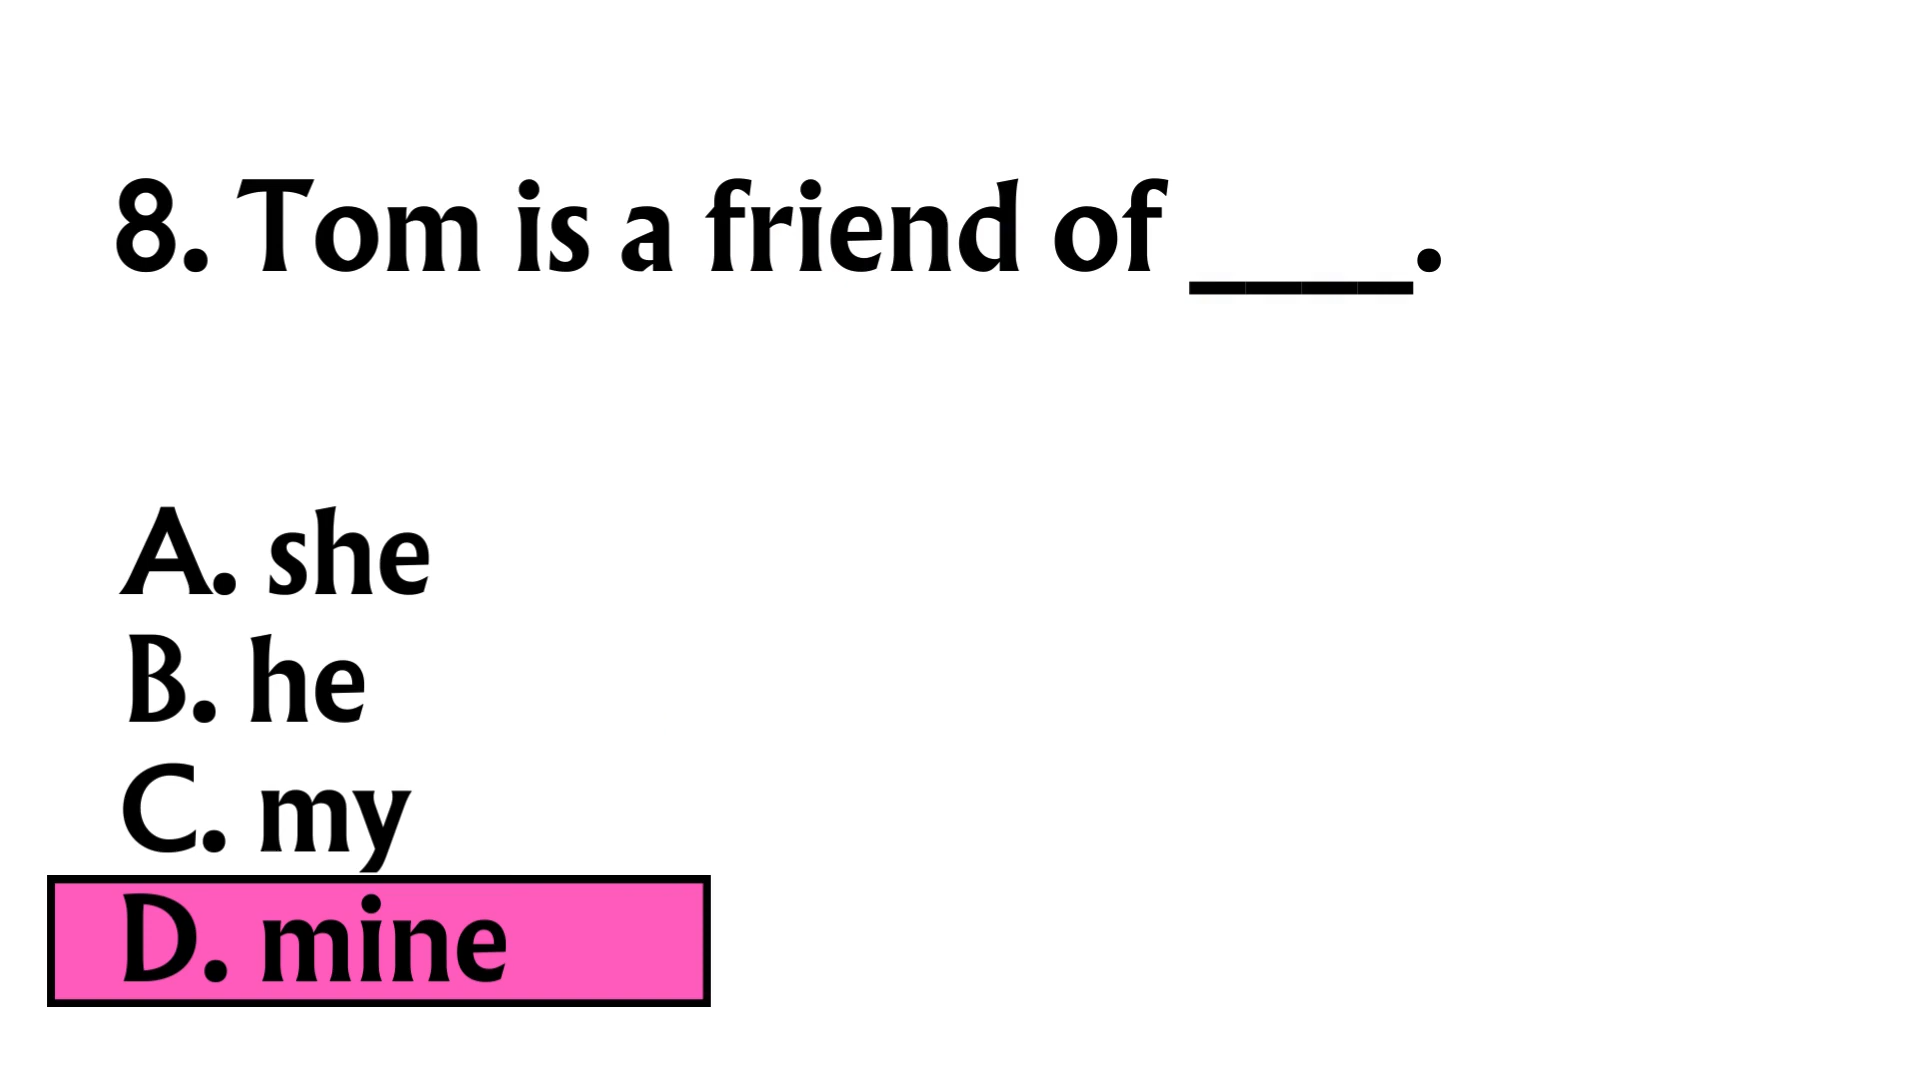 8. Tom is a friend of ____.
A. she
B. he
C. my
D. mine